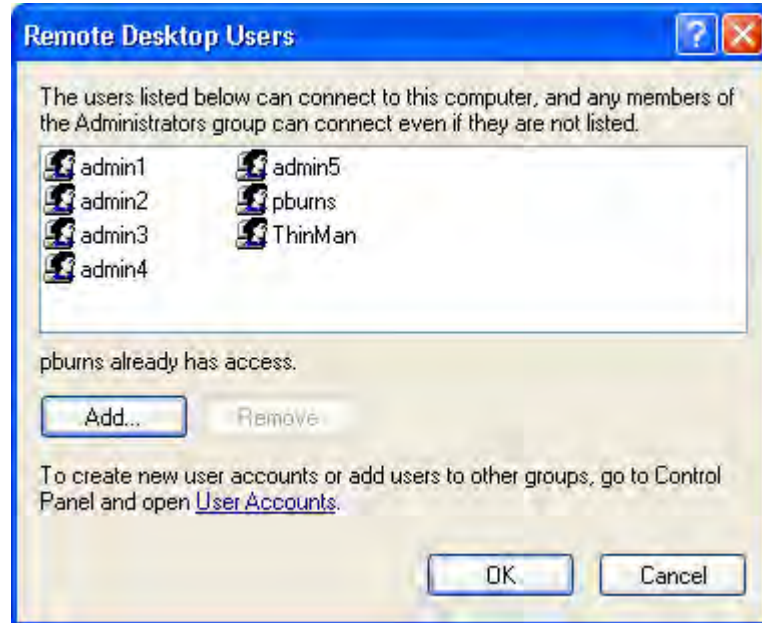 Remote Desktop Users
The users listed below can connect to this computer, and any members of
the Administrators group can connect even if they are not listed.
admin1
admin2
admin3
admin4
admin5
pburns
ThinMan
pburns already has access.
Add... Remove
To create new user accounts or add users to other groups, go to Control
Panel and open User Accounts.
OK Cancel